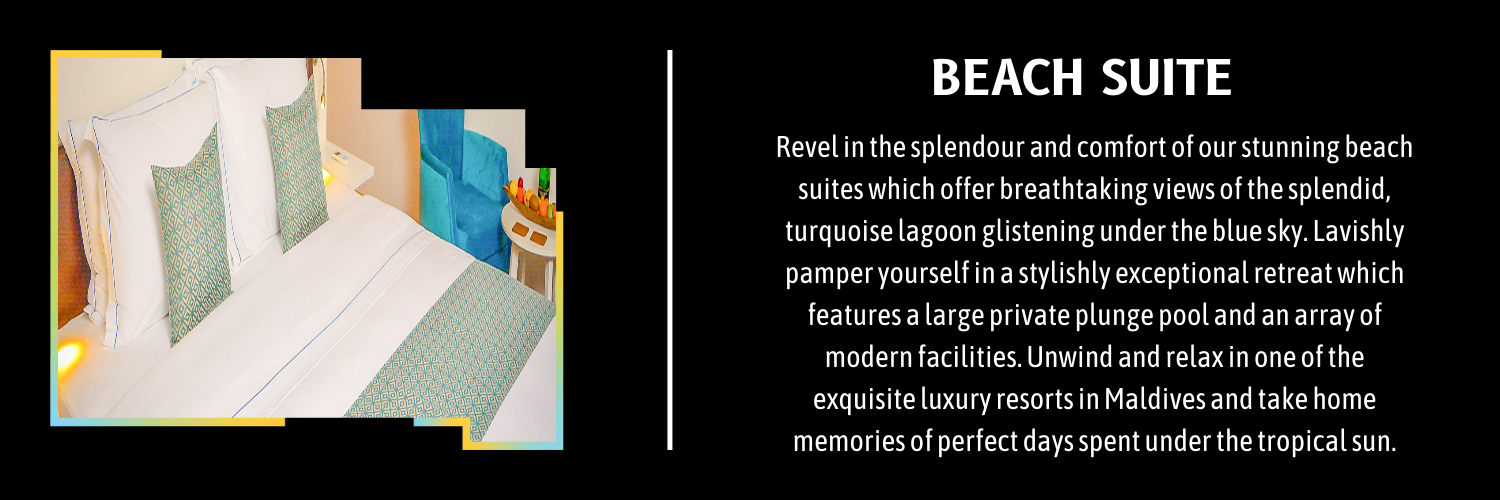 BEACH SUITE
Revel in the splendour and comfort of our stunning beach
suites which offer breathtaking views of the splendid,
turquoise lagoon glistening under the blue sky. Lavishly
pamper yourself in a stylishly exceptional retreat which
features a large private plunge pool and an array of
modern facilities. Unwind and relax in one of the
exquisite luxury resorts in Maldives and take home
memories of perfect days spent under the tropical sun.